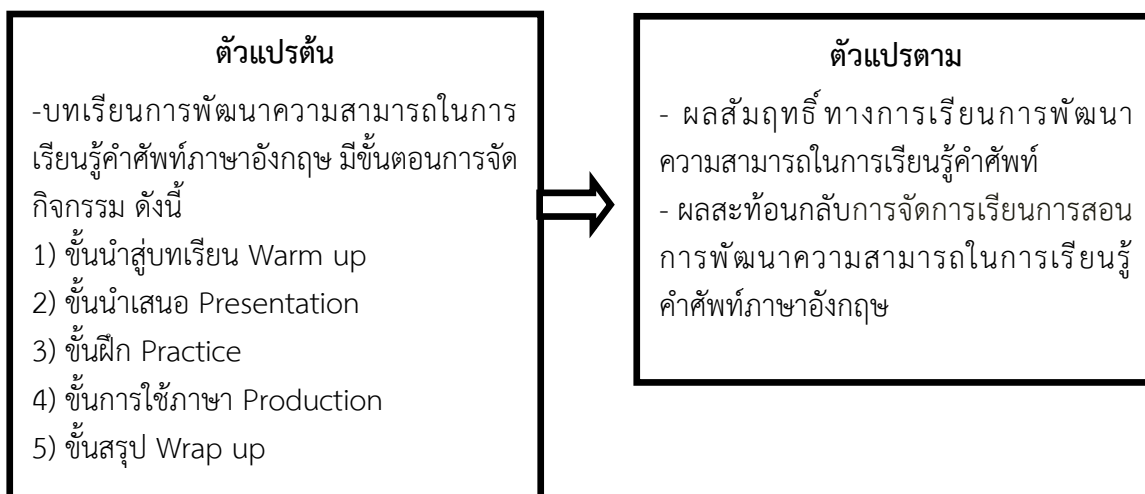 ตัวแปรต้น
-บทเรียนการพัฒนาความสามารถในการ
เรียนรู้คำศัพท์ภาษาอังกฤษ มีขั้นตอนการจัด
กิจกรรม ดังนี้
1) ขั้นนำสู่บทเรียน Warm up
2) ขั้นนำเสนอ Presentation
3) ขั้นฝึก Practice
4) ขั้นการใช้ภาษา Production
5) ขั้นสรุป Wrap up
ตัวแปรตาม
- ผลสัมฤทธิ์ทางการเรียนการพัฒนา
ความสามารถในการเรียนรู้คำศัพท์
- ผลสะท้อนกลับการจัดการเรียนการสอน
การพัฒนาความสามารถในการเรียนรู้
คำศัพท์ภาษาอังกฤษ